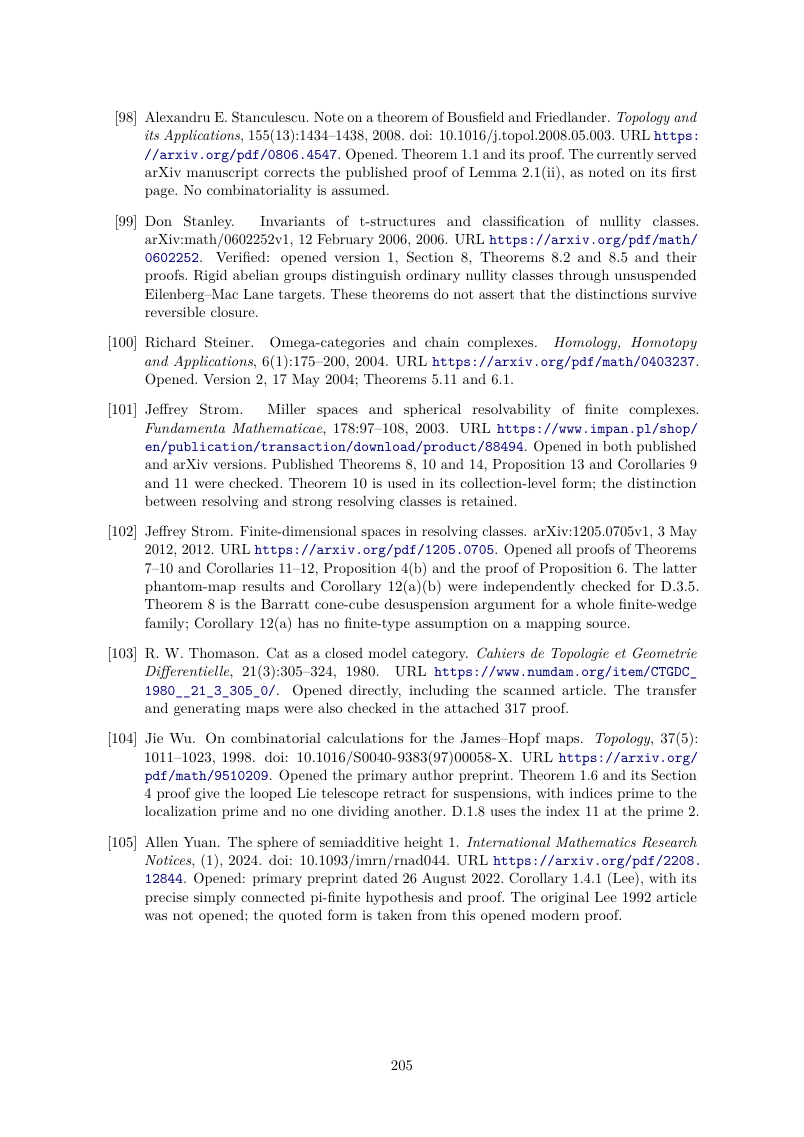 [98] Alexandru E. Stanculescu. Note on a theorem of Bousfield and Friedlander. Topology and
its Applications, 155(13):1434–1438, 2008. doi: 10.1016/j.topol.2008.05.003. URL https:
//arxiv.org/pdf/0806.4547. Opened. Theorem 1.1 and its proof. The currently served
arXiv manuscript corrects the published proof of Lemma 2.1(ii), as noted on its first
page. No combinatoriality is assumed.
[99] Don Stanley. Invariants of t-structures and classification of nullity classes.
arXiv:math/0602252v1, 12 February 2006, 2006. URL https://arxiv.org/pdf/math/
0602252. Verified: opened version 1, Section 8, Theorems 8.2 and 8.5 and their
proofs. Rigid abelian groups distinguish ordinary nullity classes through unsuspended
Eilenberg–Mac Lane targets. These theorems do not assert that the distinctions survive
reversible closure.
[100] Richard Steiner. Omega-categories and chain complexes. Homology, Homotopy
and Applications, 6(1):175–200, 2004. URL https://arxiv.org/pdf/math/0403237.
Opened. Version 2, 17 May 2004; Theorems 5.11 and 6.1.
[101] Jeffrey Strom. Miller spaces and spherical resolvability of finite complexes.
Fundamenta Mathematicae, 178:97–108, 2003. URL https://www.impan.pl/shop/
en/publication/transaction/download/product/88494. Opened in both published
and arXiv versions. Published Theorems 8, 10 and 14, Proposition 13 and Corollaries 9
and 11 were checked. Theorem 10 is used in its collection-level form; the distinction
between resolving and strong resolving classes is retained.
[102] Jeffrey Strom. Finite-dimensional spaces in resolving classes. arXiv:1205.0705v1, 3 May
2012, 2012. URL https://arxiv.org/pdf/1205.0705. Opened all proofs of Theorems
7–10 and Corollaries 11–12, Proposition 4(b) and the proof of Proposition 6. The latter
phantom-map results and Corollary 12(a)(b) were independently checked for D.3.5.
Theorem 8 is the Barratt cone-cube desuspension argument for a whole finite-wedge
family; Corollary 12(a) has no finite-type assumption on a mapping source.
[103] R. W. Thomason. Cat as a closed model category. Cahiers de Topologie et Geometrie
Differentielle, 21(3):305–324, 1980. URL https://www.numdam.org/item/CTGDC_
1980__21_3_305_0/. Opened directly, including the scanned article. The transfer
and generating maps were also checked in the attached 317 proof.
[104] Jie Wu. On combinatorial calculations for the James–Hopf maps. Topology, 37(5):
1011–1023, 1998. doi: 10.1016/S0040-9383(97)00058-X. URL https://arxiv.org/
pdf/math/9510209. Opened the primary author preprint. Theorem 1.6 and its Section
4 proof give the looped Lie telescope retract for suspensions, with indices prime to the
localization prime and no one dividing another. D.1.8 uses the index 11 at the prime 2.
[105] Allen Yuan. The sphere of semiadditive height 1. International Mathematics Research
Notices, (1), 2024. doi: 10.1093/imrn/rnad044. URL https://arxiv.org/pdf/2208.
12844. Opened: primary preprint dated 26 August 2022. Corollary 1.4.1 (Lee), with its
precise simply connected pi-finite hypothesis and proof. The original Lee 1992 article
was not opened; the quoted form is taken from this opened modern proof.
205